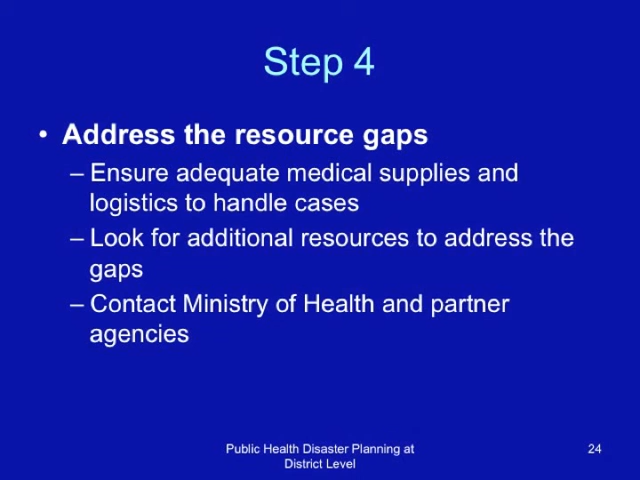 Step 4
• Address the resource gaps
– Ensure adequate medical supplies and
logistics to handle cases
– Look for additional resources to address the
gaps
– Contact Ministry of Health and partner
agencies
Public Health Disaster Planning at
District Level
24